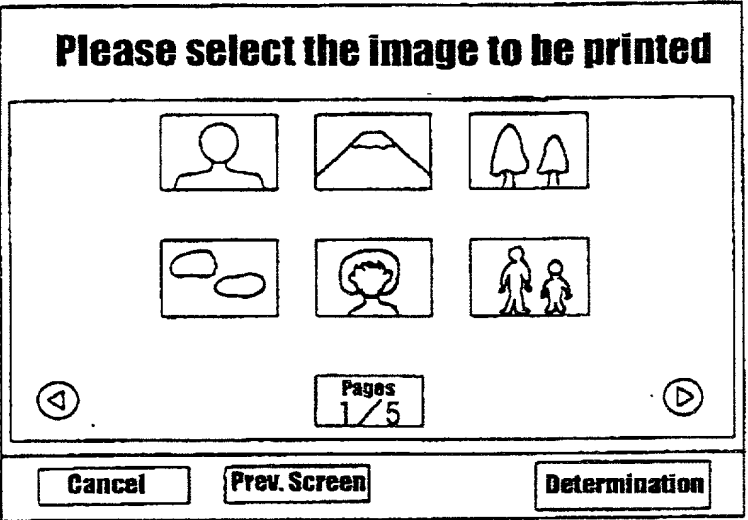 Please select the image to be printed
Pages
1/5
Cancel
Prev. Screen
Determination